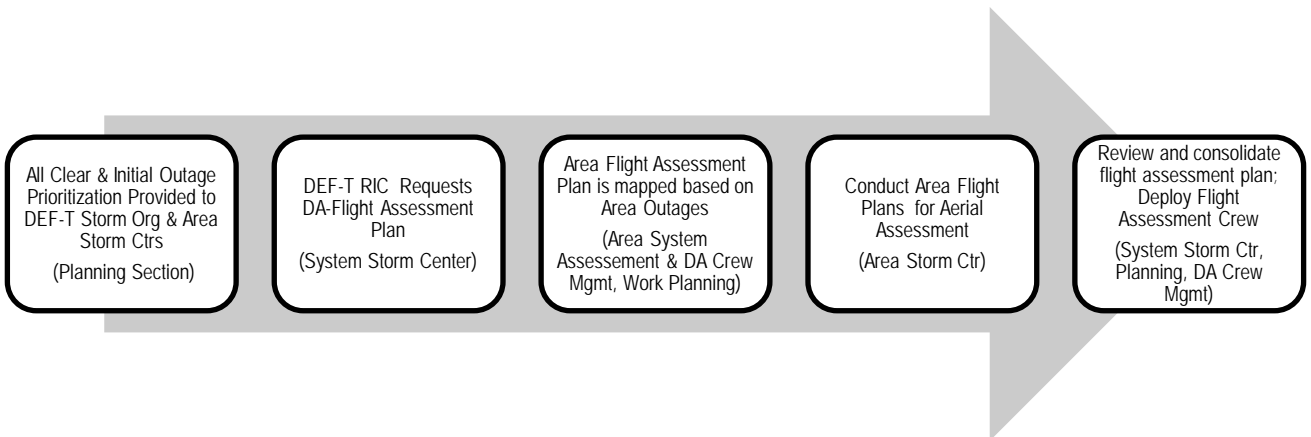 All Clear & Initial Outage
Prioritization Provided to
DEF-T Storm Org & Area
Storm Ctrs
(Planning Section)
DEF-T RIC Requests
DA-Flight Assessment
Plan
(System Storm Center)
Area Flight Assessment
Plan is mapped based on
Area Outages
(Area System
Assessement & DA Crew
Mgmt, Work Planning)
Conduct Area Flight
Plans for Aerial
Assessment
(Area Storm Ctr)
Review and consolidate
flight assessment plan;
Deploy Flight
Assessment Crew
(System Storm Ctr,
Planning, DA Crew
Mgmt)